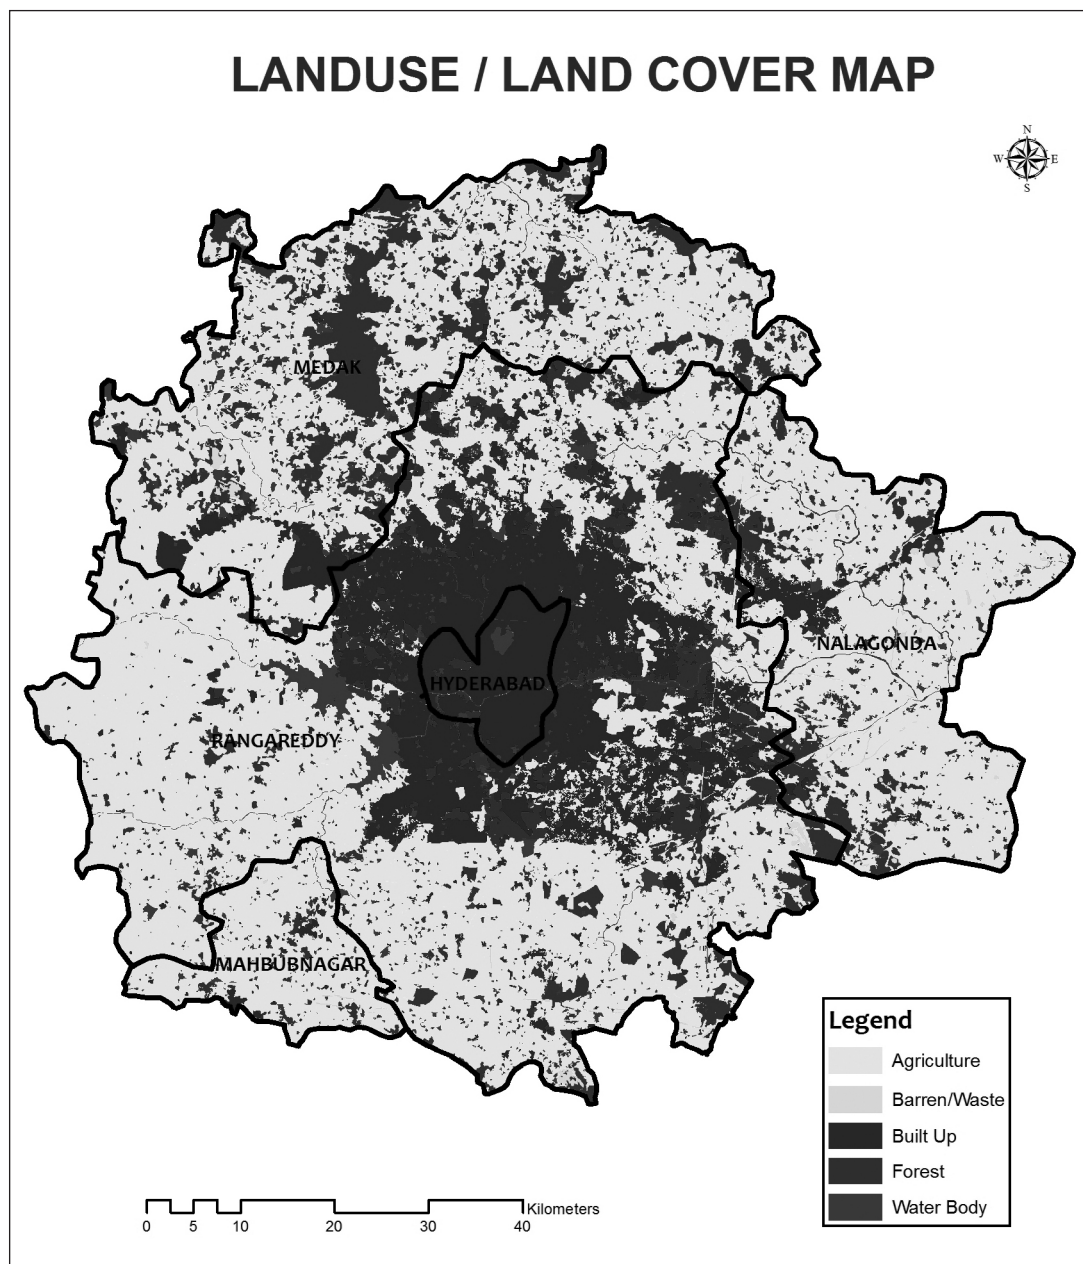 LANDUSE / LAND COVER MAP
N
W E
S
MEDAK
NALAGONDA
HYDERABAD
RANGAREDDY
MAHBUBNAGAR
Legend
Agriculture
Barren/Waste
Built Up
Forest
Water Body
Kilometers
0 5 10 20 30 40